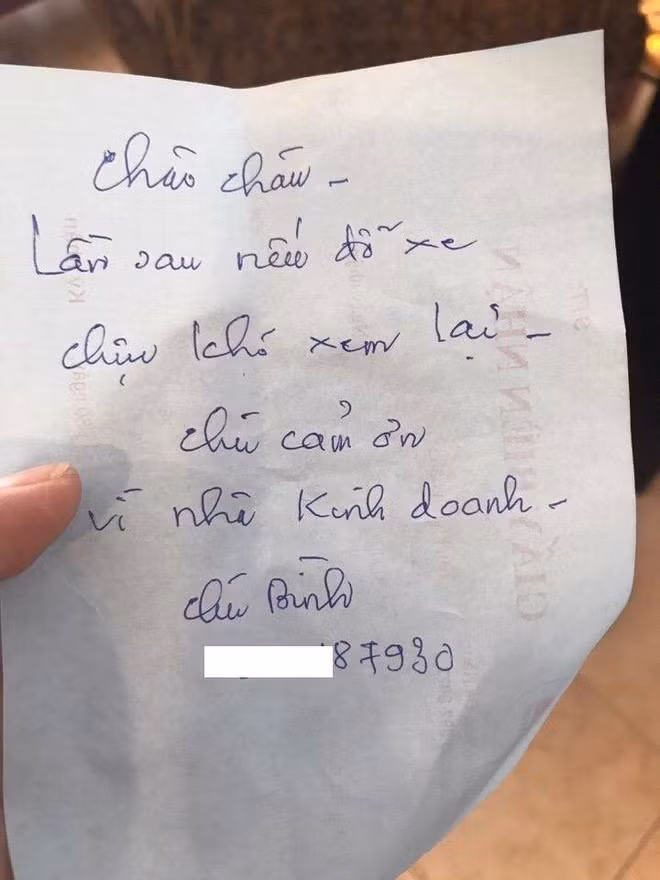 Chào cháu -
Lần sau nếu đỗ xe
chịu khó xem lại -
chú cảm ơn
vì nhà Kinh doanh -
chú Bình
87930